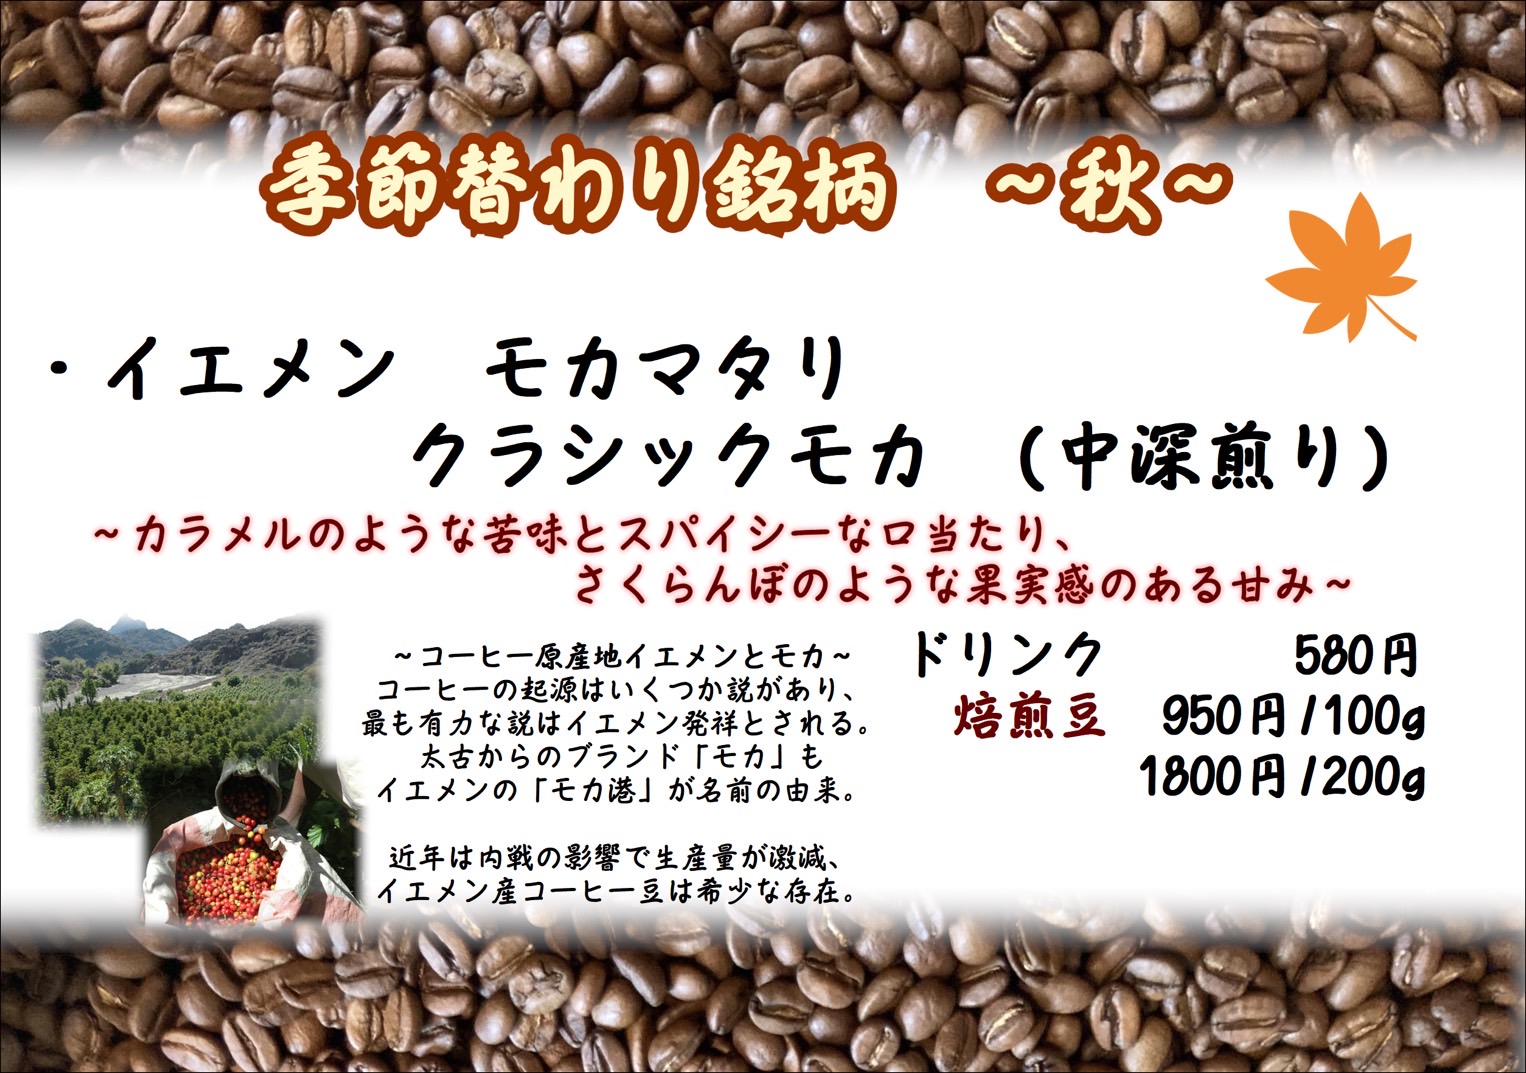 季節替わり銘柄　~秋~
・イエメン　モカマタリ
クラシックモカ　(中深煎り)
~カラメルのような苦味とスパイシーな口当たり、
さくらんぼのような果実感のある甘み~
~コーヒー原産地イエメンとモカ~
コーヒーの起源はいくつか説があり、
最も有力な説はイエメン発祥とされる。
太古からのブランド「モカ」も
イエメンの「モカ港」が名前の由来。
近年は内戦の影響で生産量が激減、
イエメン産コーヒー豆は希少な存在。
ドリンク　580円
焙煎豆　950円/100g
1800円/200g